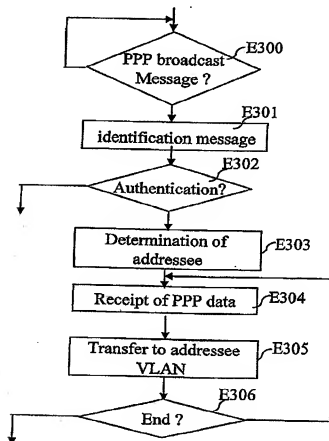 E300
PPP broadcast
Message ?
E301
identification message
E302
Authentication?
Determination of
addressee
E303
Receipt of PPP data
E304
Transfer to addressee
VLAN
E305
E306
End ?